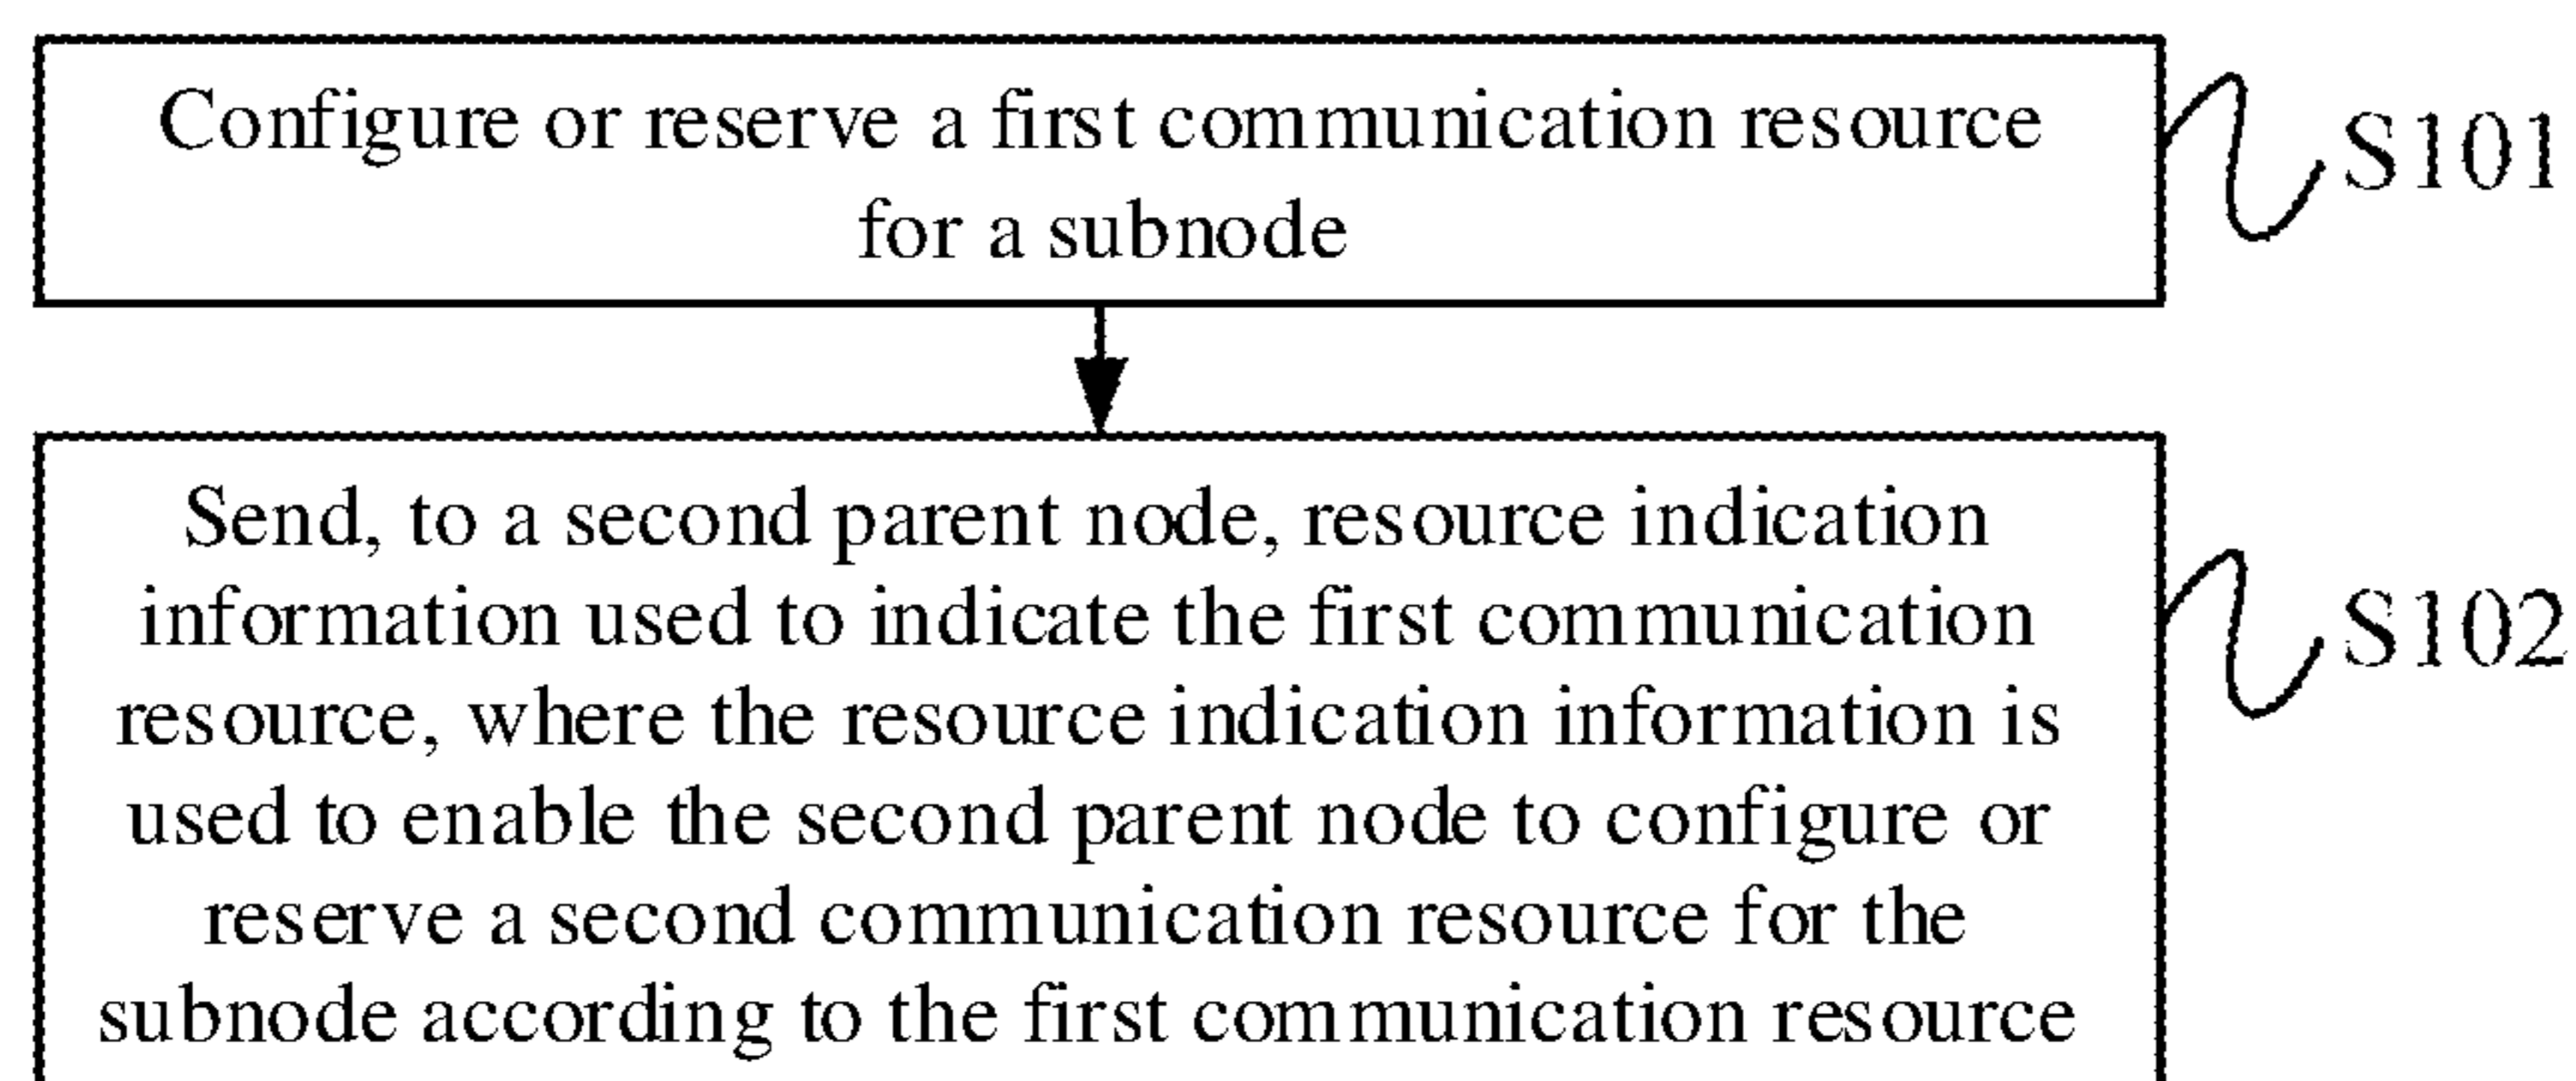 Configure or reserve a first communication resource
for a subnode
S101
Send, to a second parent node, resource indication
information used to indicate the first communication
resource, where the resource indication information is
used to enable the second parent node to configure or
reserve a second communication resource for the
subnode according to the first communication resource
S102